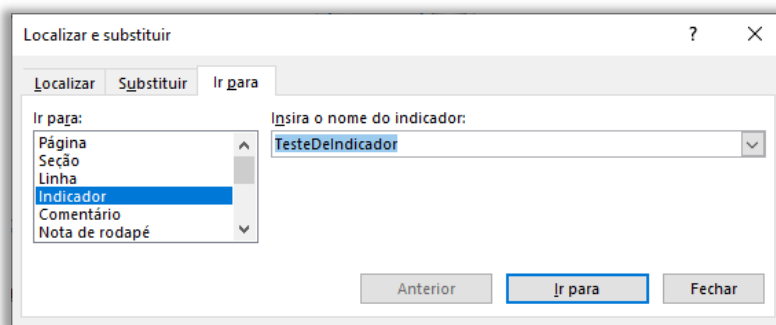 Localizar e substituir
Localizar Substituir Ir para
Ir para:
Página
Seção
Linha
Indicador
Comentário
Nota de rodapé
Insira o nome do indicador:
TesteDeIndicador
Anterior Ir para Fechar